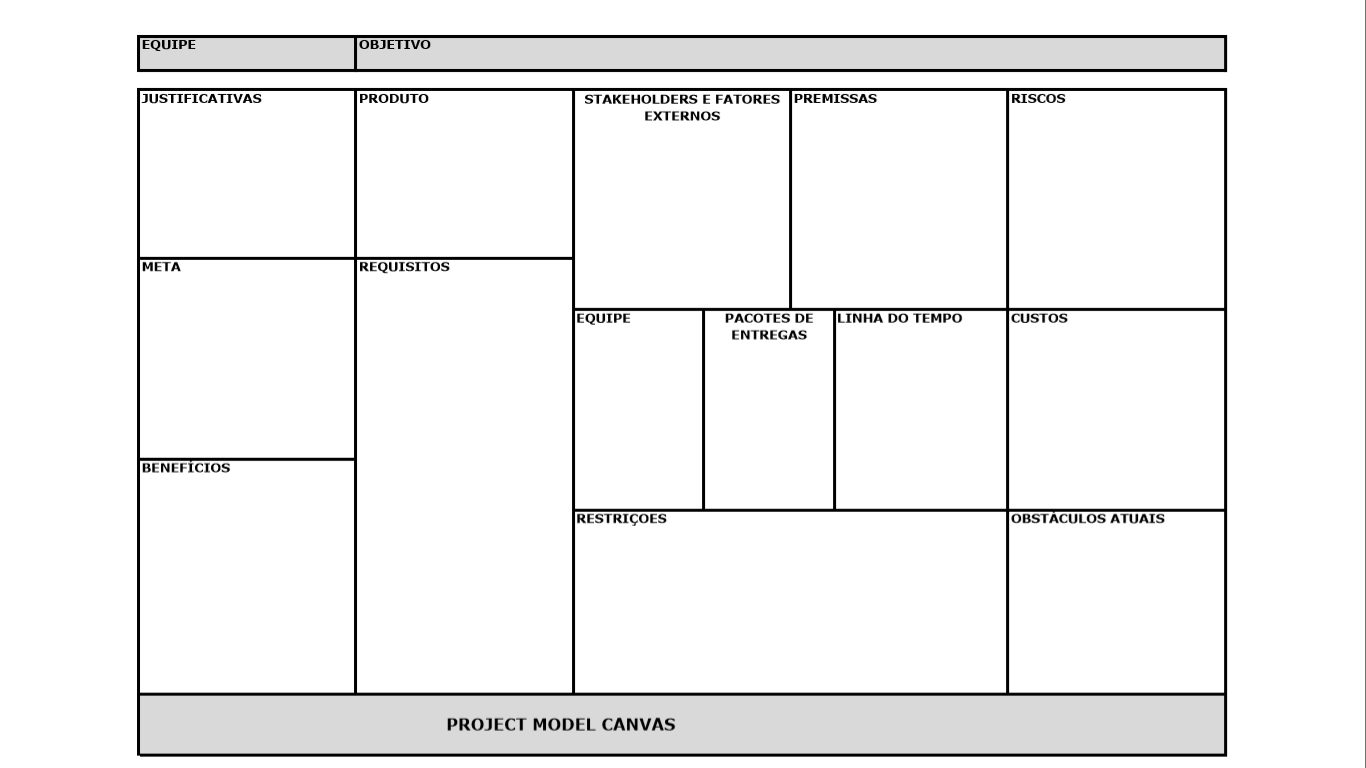 EQUIPE
OBJETIVO
JUSTIFICATIVAS
PRODUTO
STAKEHOLDERS E FATORES
EXTERNOS
PREMISSAS
RISCOS
META
REQUISITOS
EQUIPE
PACOTES DE
ENTREGAS
LINHA DO TEMPO
CUSTOS
BENEFÍCIOS
RESTRIÇOES
OBSTÁCULOS ATUAIS
PROJECT MODEL CANVAS